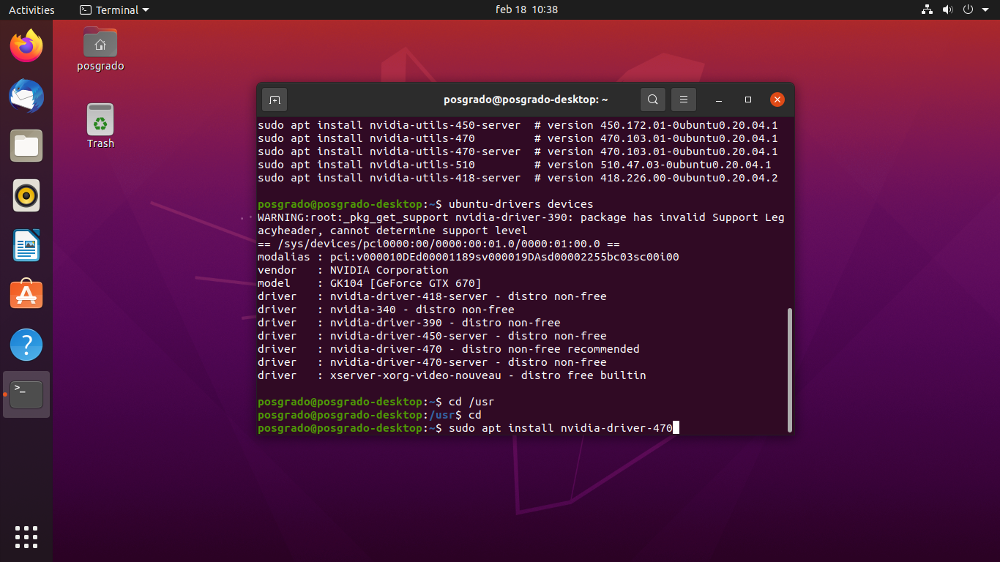 Activities
Terminal
feb 18 10:38
posgrado
Trash
posgrado@posgrado-desktop: ~
sudo apt install nvidia-utils-450-server  # version 450.172.01-0ubuntu0.20.04.1
sudo apt install nvidia-utils-470         # version 470.103.01-0ubuntu0.20.04.1
sudo apt install nvidia-utils-470-server  # version 470.103.01-0ubuntu0.20.04.1
sudo apt install nvidia-utils-510         # version 510.47.03-0ubuntu0.20.04.1
sudo apt install nvidia-utils-418-server  # version 418.226.00-0ubuntu0.20.04.2
posgrado@posgrado-desktop:~$ ubuntu-drivers devices
WARNING:root:_pkg_get_support nvidia-driver-390: package has invalid Support Leg
acyheader, cannot determine support level
== /sys/devices/pci0000:00/0000:00:01.0/0000:01:00.0 ==
modalias : pci:v000010DEd00001189sv000019DAsd00002255bc03sc00i00
vendor   : NVIDIA Corporation
model    : GK104 [GeForce GTX 670]
driver   : nvidia-driver-418-server - distro non-free
driver   : nvidia-340 - distro non-free
driver   : nvidia-driver-390 - distro non-free
driver   : nvidia-driver-450-server - distro non-free
driver   : nvidia-driver-470 - distro non-free recommended
driver   : nvidia-driver-470-server - distro non-free
driver   : xserver-xorg-video-nouveau - distro free builtin
posgrado@posgrado-desktop:~$ cd /usr
posgrado@posgrado-desktop:/usr$ cd
posgrado@posgrado-desktop:~$ sudo apt install nvidia-driver-470